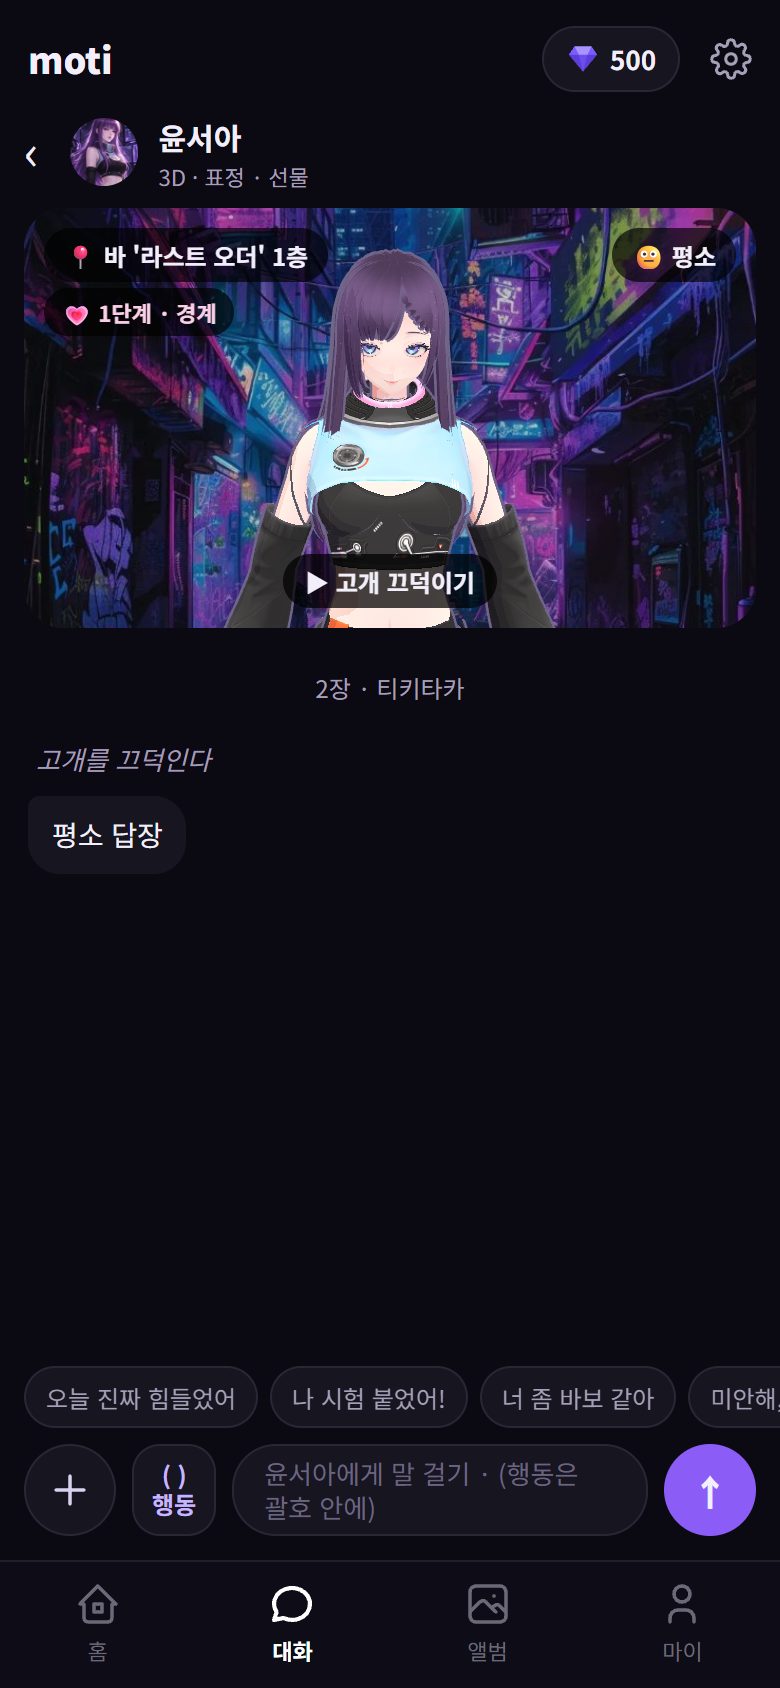 moti
500
윤서아
3D · 표정 · 선물
바 '라스트 오더' 1층
평소
1단계 · 경계
▶ 고개 끄덕이기
2장 · 티키타카
고개를 끄덕인다
평소 답장
오늘 진짜 힘들었어
나 시험 붙었어!
너 좀 바보 같아
미안해,
( )
행동
윤서아에게 말 걸기 · (행동은
괄호 안에)
홈
대화
앨범
마이